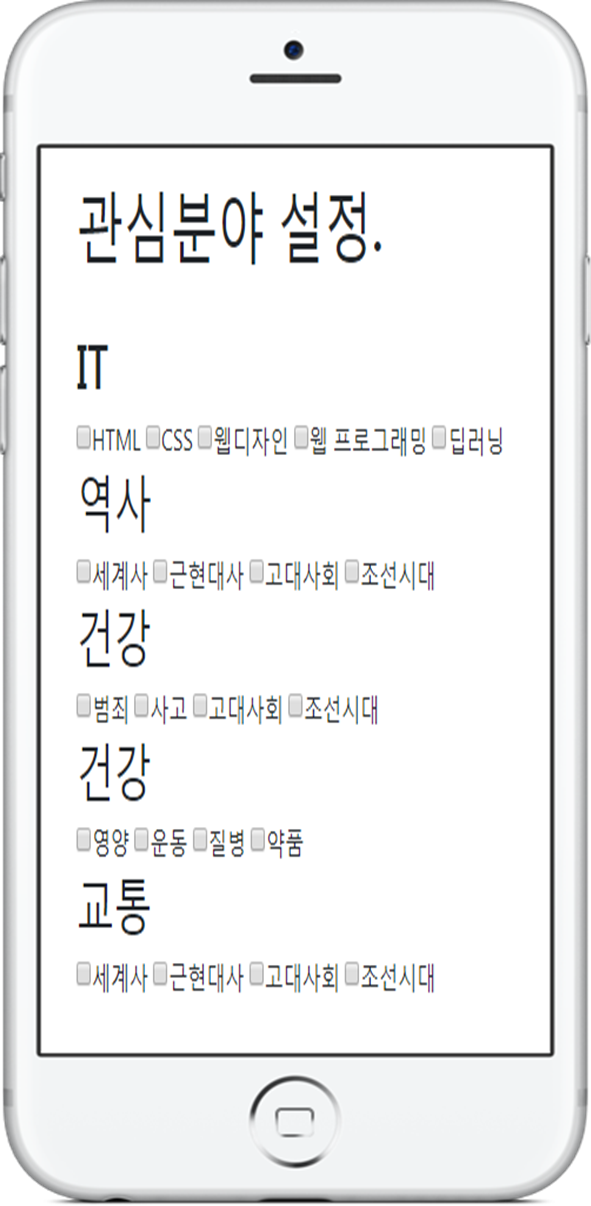 관심분야 설정.
IT
HTML CSS 웹디자인 웹 프로그래밍 딥러닝
역사
세계사 근현대사 고대사회 조선시대
건강
범죄 사고 고대사회 조선시대
건강
영양 운동 질병 약품
교통
세계사 근현대사 고대사회 조선시대